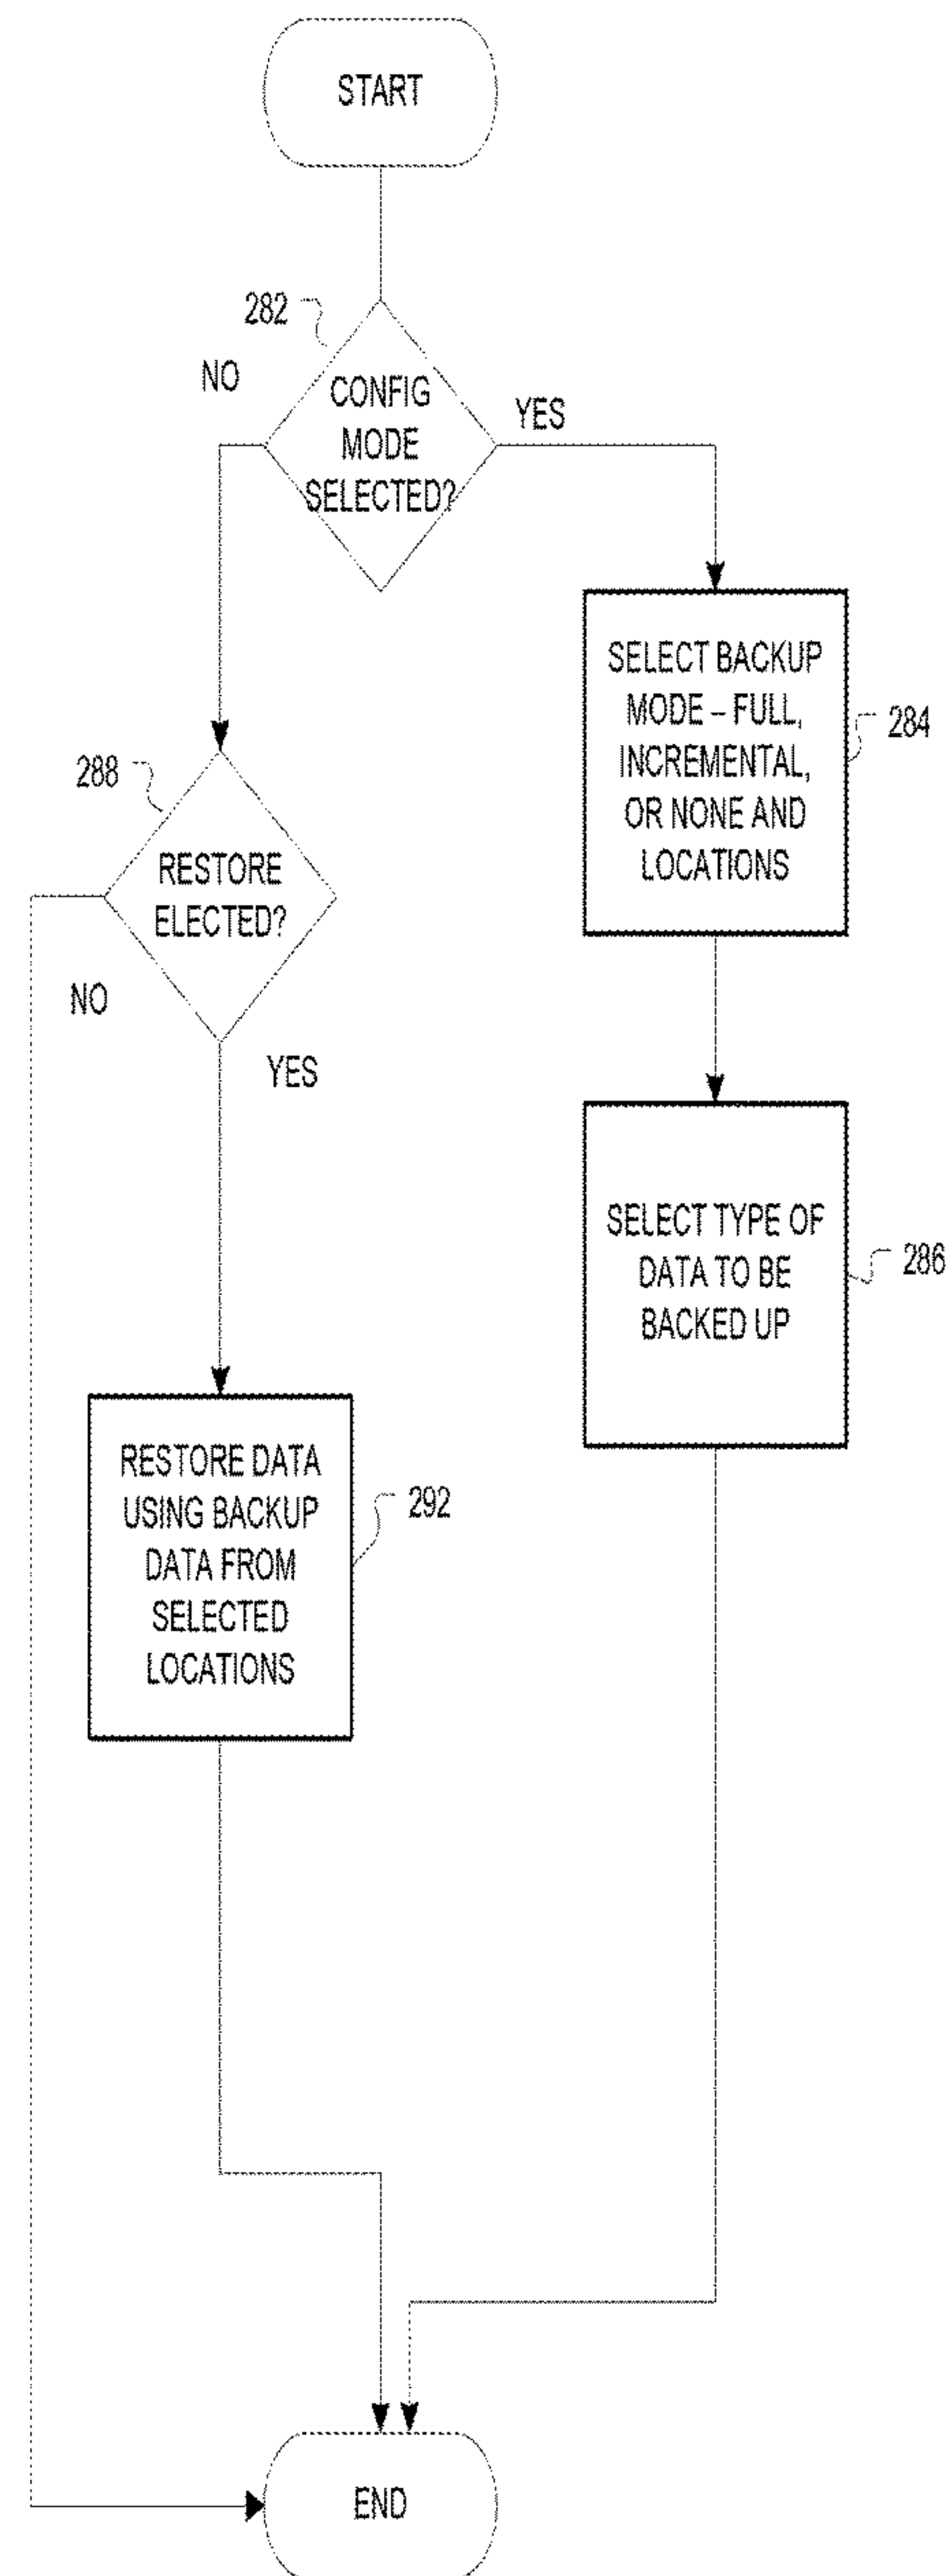 START
282
NO
CONFIG
MODE
SELECTED?
YES
SELECT BACKUP
MODE – FULL,
INCREMENTAL,
OR NONE AND
LOCATIONS
284
288
RESTORE
ELECTED?
NO
YES
SELECT TYPE OF
DATA TO BE
BACKED UP
286
RESTORE DATA
USING BACKUP
DATA FROM
SELECTED
LOCATIONS
292
END